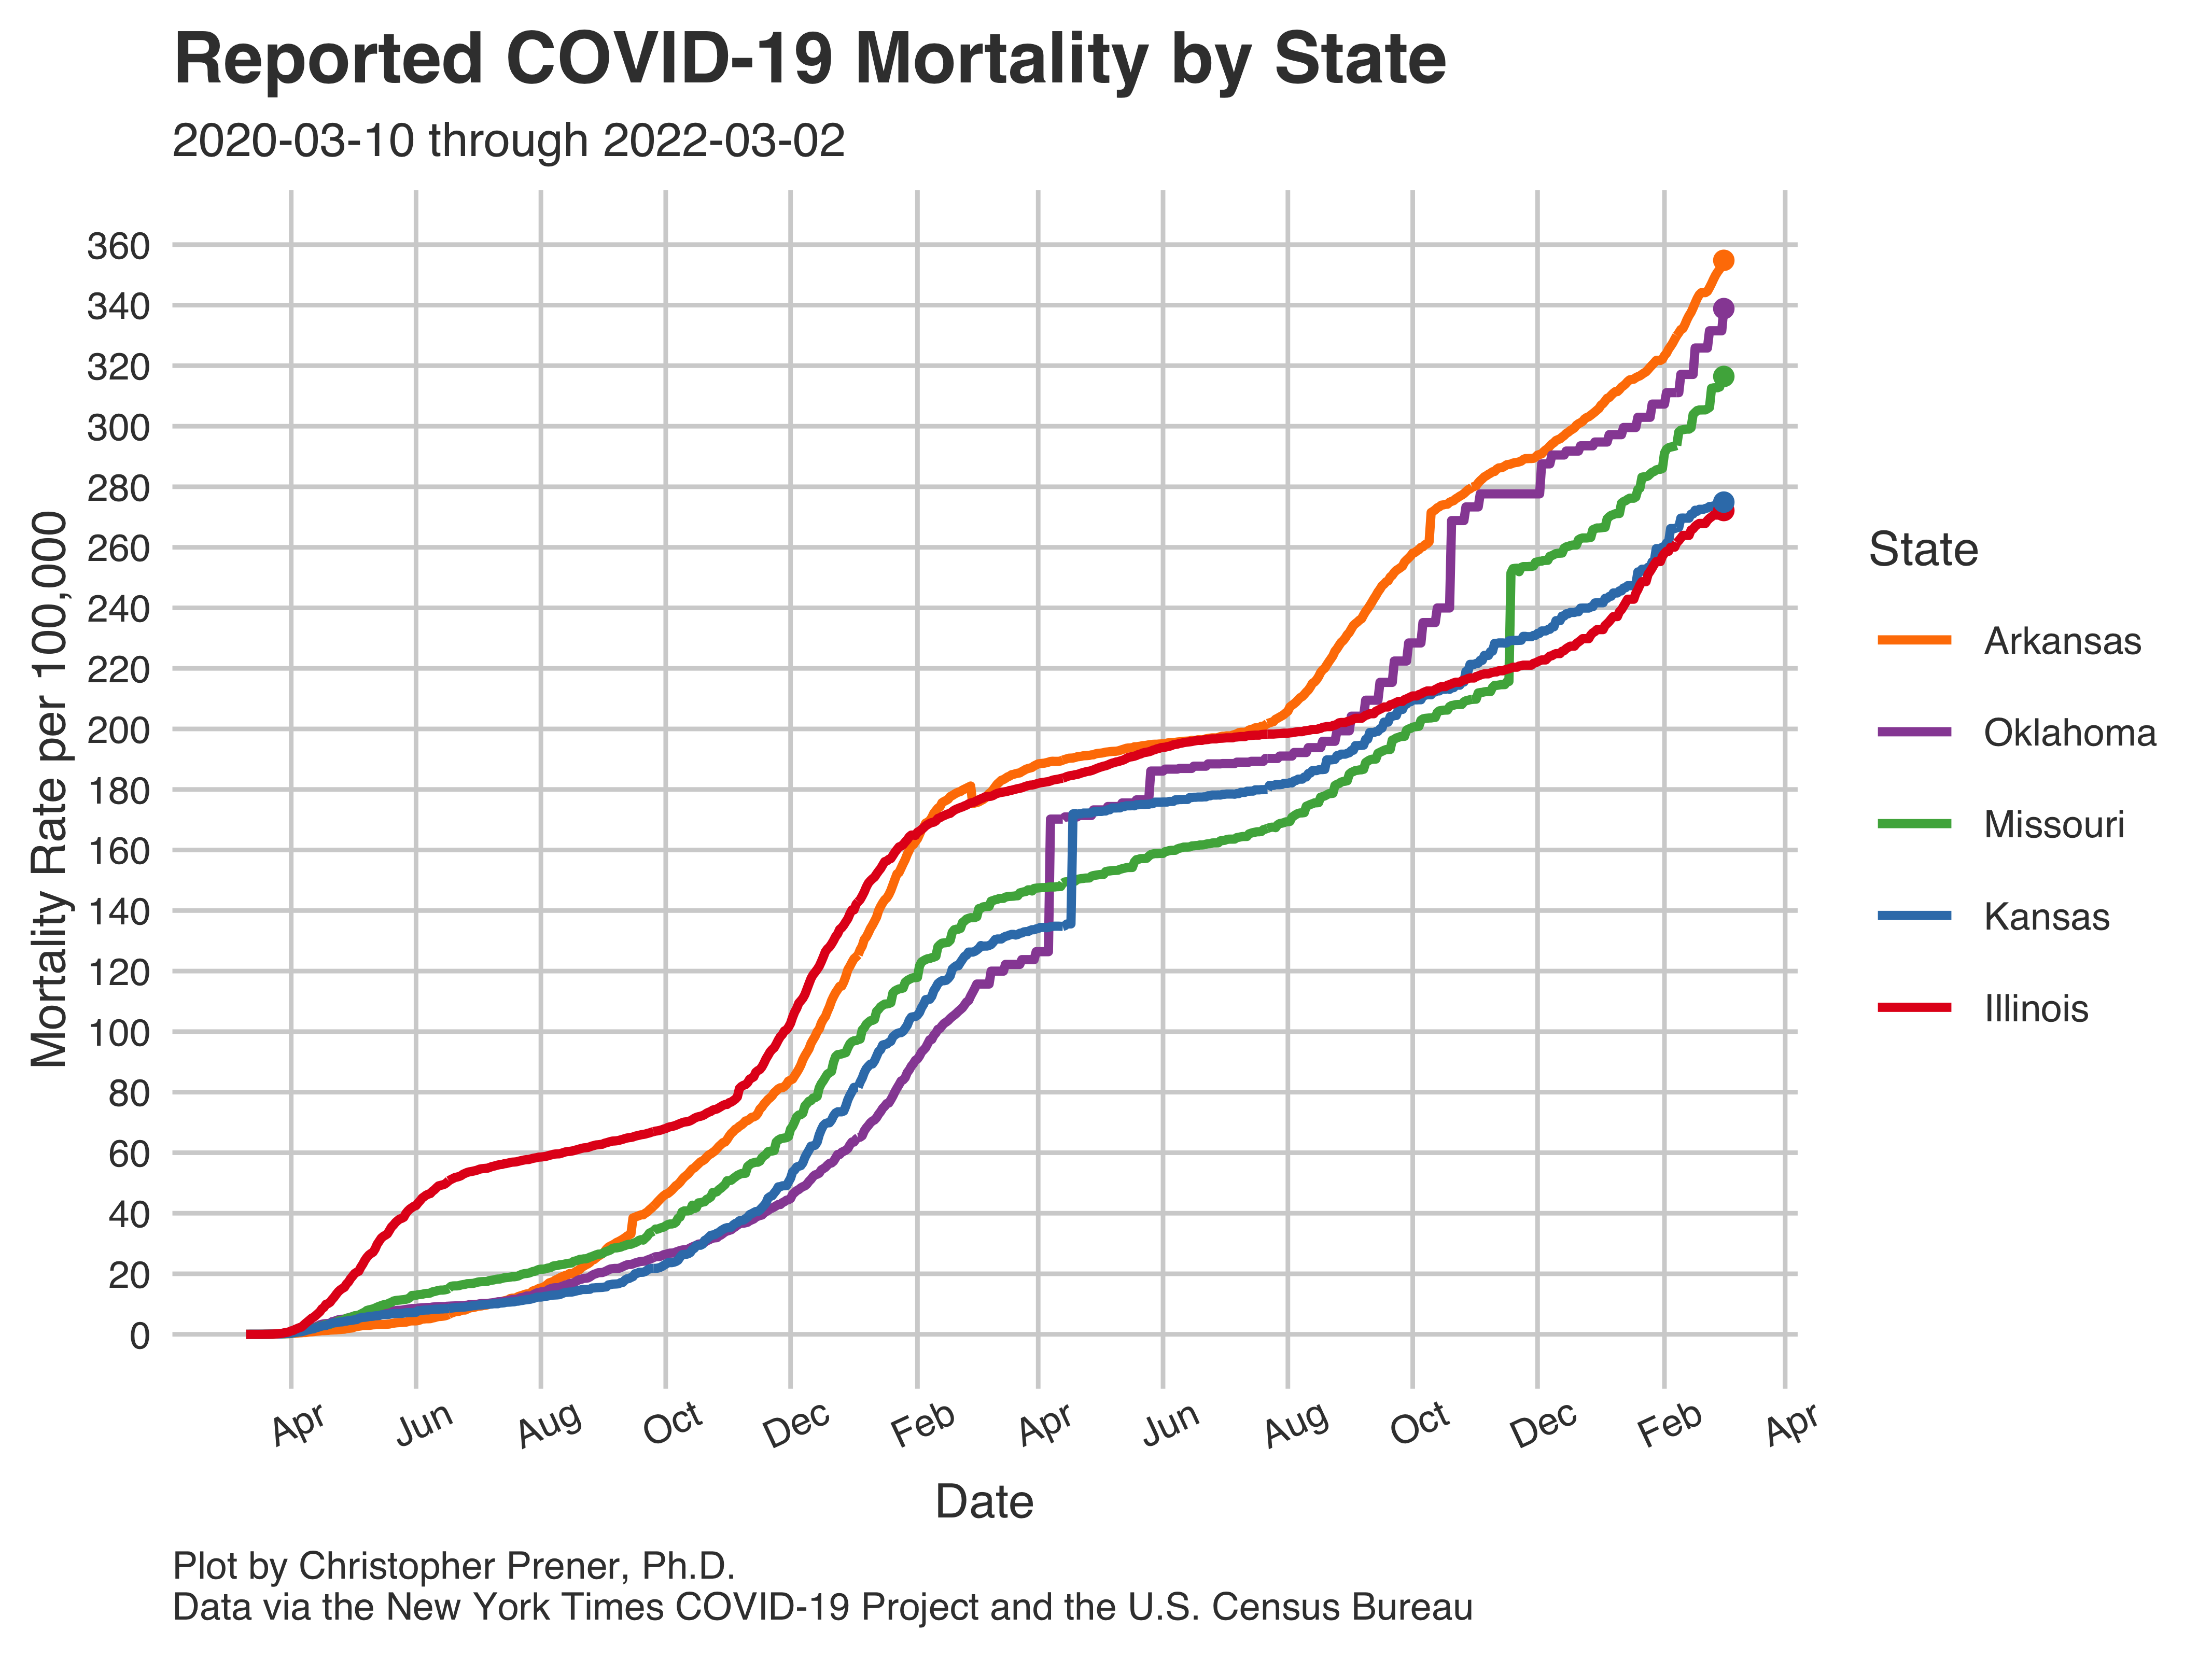 Reported COVID-19 Mortality by State
2020-03-10 through 2022-03-02
Mortality Rate per 100,000
360
340
320
300
280
260
240
220
200
180
160
140
120
100
80
60
40
20
0
Apr
Jun
Aug
Oct
Dec
Feb
Apr
Jun
Aug
Oct
Dec
Feb
Apr
Date
State
Arkansas
Oklahoma
Missouri
Kansas
Illinois
Plot by Christopher Prener, Ph.D.
Data via the New York Times COVID-19 Project and the U.S. Census Bureau